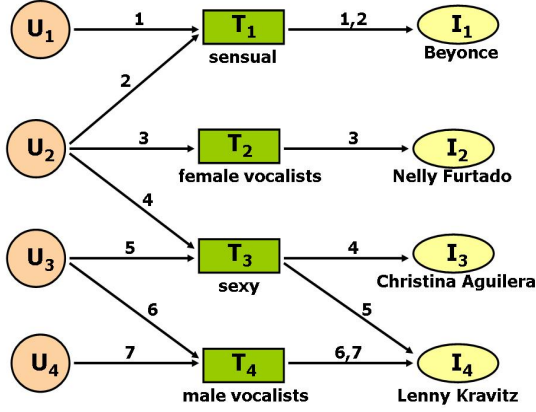 U1 1 T1 1,2 I1
sensual Beyonce
2
U2 3 T2 3 I2
female vocalists Nelly Furtado
4
U3 5 T3 4 I3
sexy Christina Aguilera
6 5
U4 7 T4 6,7 I4
male vocalists Lenny Kravitz